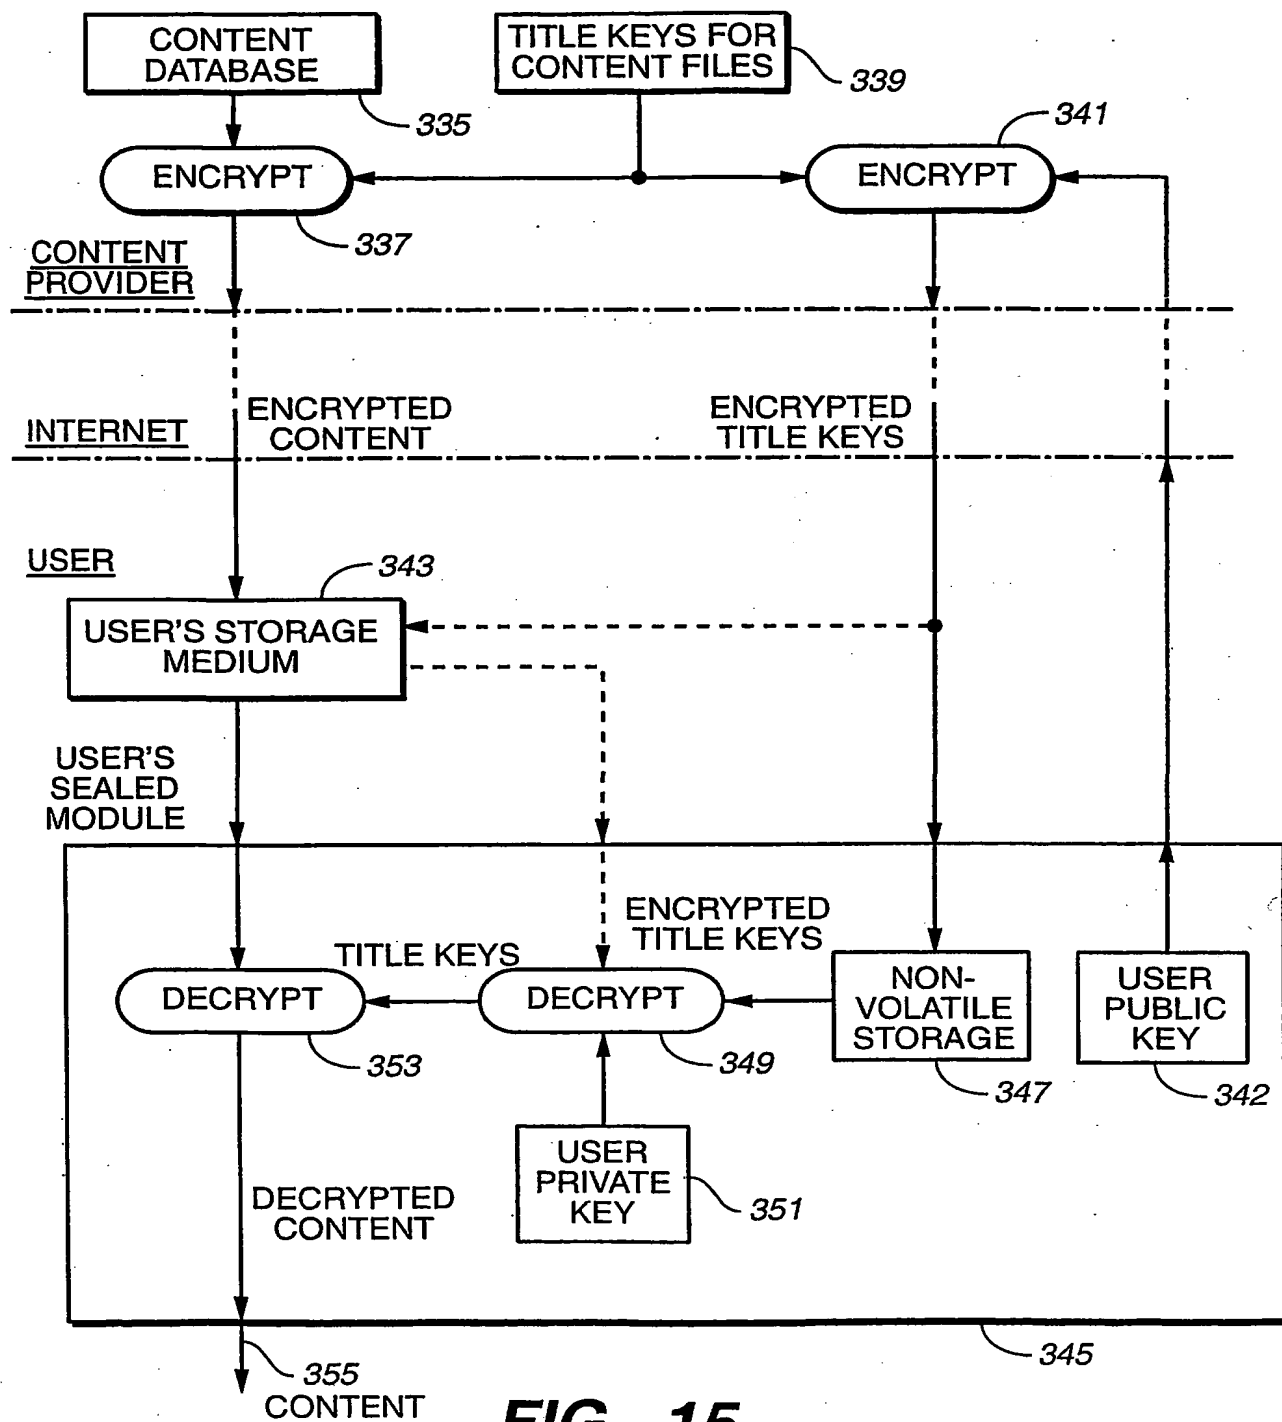 CONTENT
DATABASE
335
TITLE KEYS FOR
CONTENT FILES
339
341
ENCRYPT
337
ENCRYPT
CONTENT
PROVIDER
INTERNET
ENCRYPTED
CONTENT
ENCRYPTED
TITLE KEYS
USER
343
USER'S STORAGE
MEDIUM
USER'S
SEALED
MODULE
ENCRYPTED
TITLE KEYS
TITLE KEYS
DECRYPT
353
DECRYPT
349
NON-
VOLATILE
STORAGE
347
USER
PUBLIC
KEY
342
USER
PRIVATE
KEY
351
DECRYPTED
CONTENT
345
355
CONTENT
FIG._15